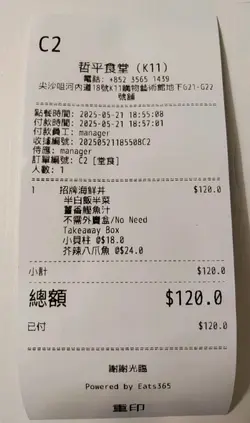 C2
哲平食堂 (K11)
電話: +852 3565 1439
尖沙咀河內道18號K11購物藝術館地下G21-G22
號舖
點餐時間: 2025-05-21 18:55:08
付款時間: 2025-05-21 18:57:01
付款員工: manager
收據編號: 20250521185508C2
侍應: manager
訂單編號: C2 [堂食]
人數: 1
1 招牌海鮮丼 $120.0
半白飯半菜
薑蓉鰹魚汁
不需外賣盒/No Need
Takeaway Box
小貝柱 @$18.0
芥辣八爪魚 @$24.0
小計 $120.0
總額 $120.0
已付 $120.0
謝謝光臨
Powered by Eats365
重印